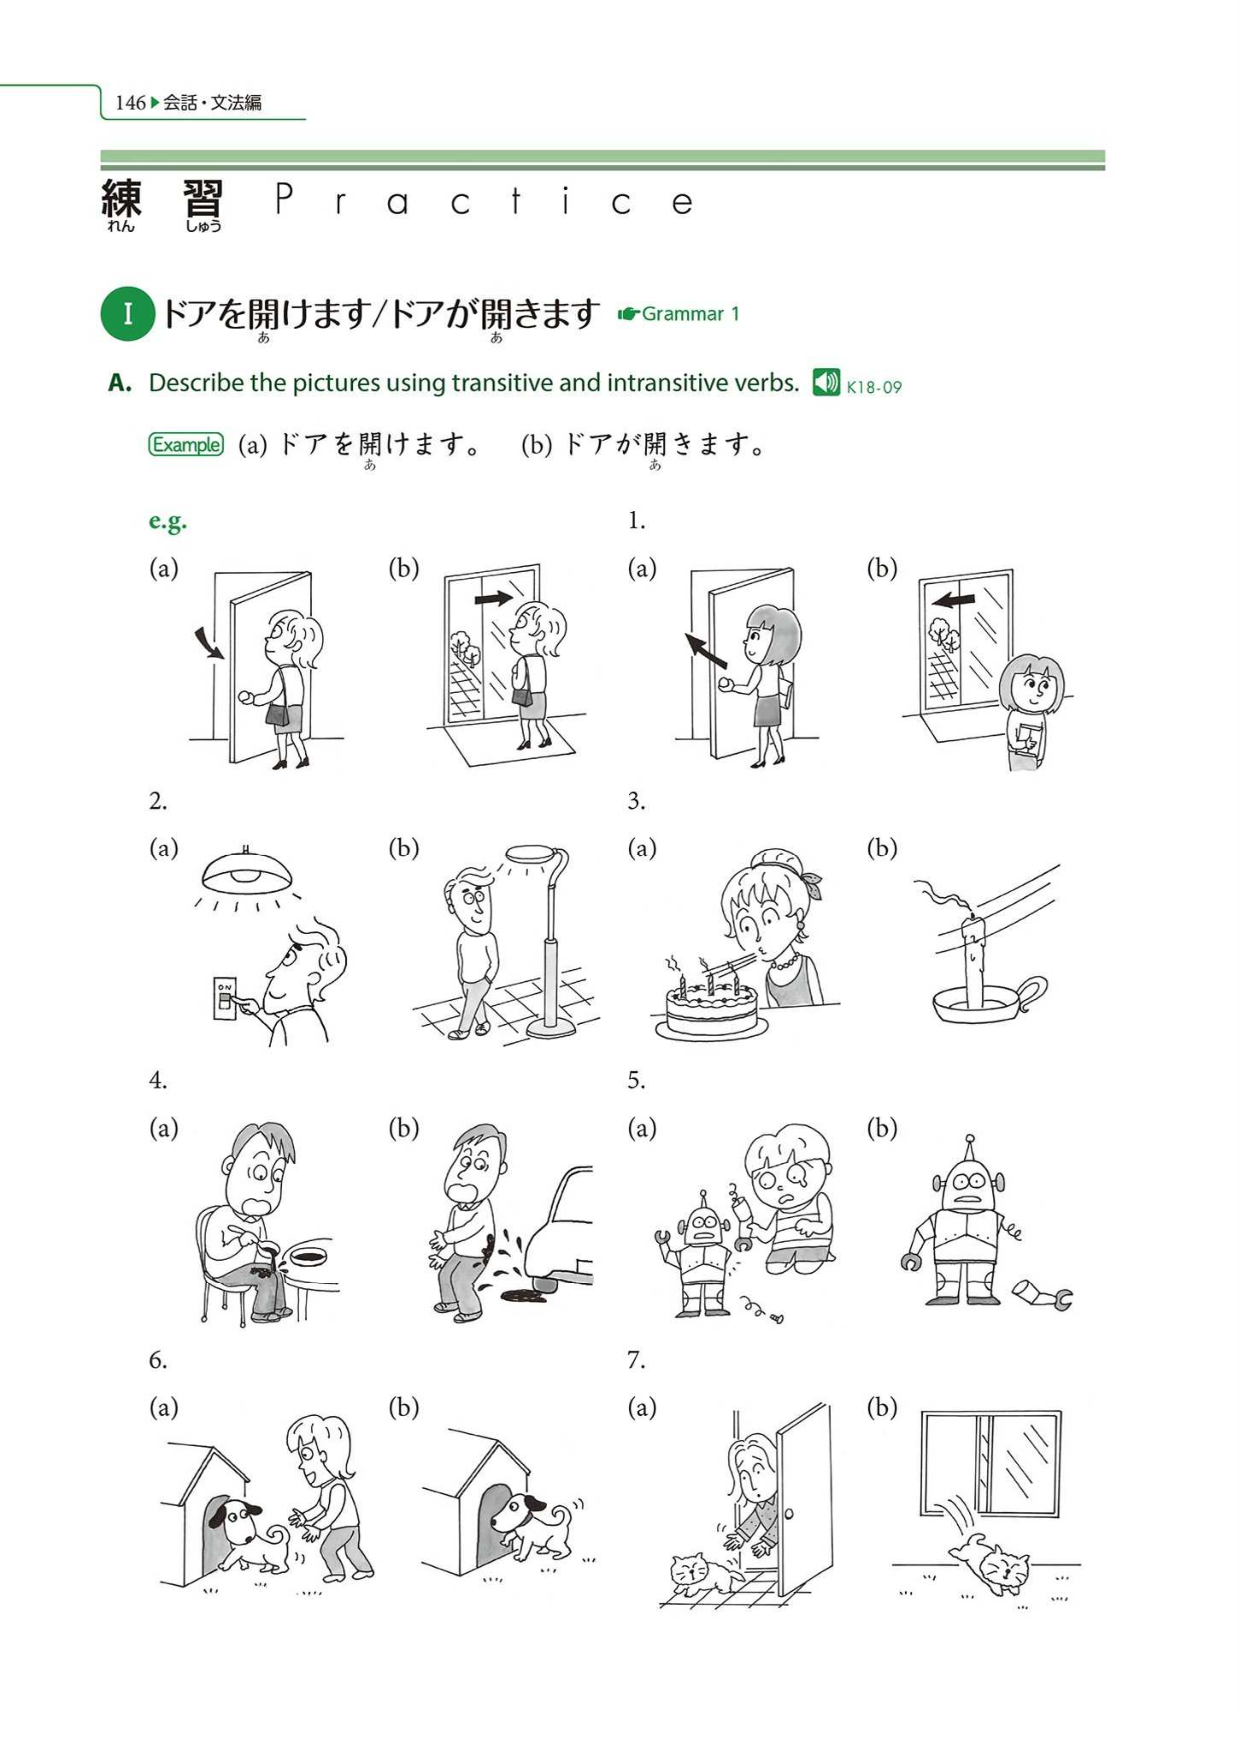 146▶会話・文法編
練習 Practice
れん しゅう
I ドアを開けます/ドアが開きます ☛Grammar 1
あ あ
A. Describe the pictures using transitive and intransitive verbs. K18-09
Example (a) ドアを開けます。 (b) ドアが開きます。
あ あ
e.g. 1.
(a) (b) (a) (b)
2. 3.
(a) (b) (a) (b)
ON
4. 5.
(a) (b) (a) (b)
6. 7.
(a) (b) (a) (b)